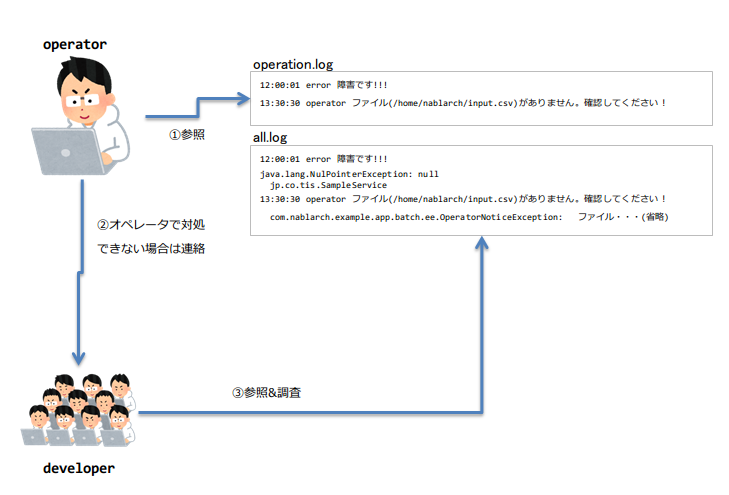 operator
operation.log
12:00:01 error 障害です!!!
13:30:30 operator ファイル(/home/nablarch/input.csv)がありません。確認してください！
①参照
all.log
12:00:01 error 障害です!!!
java.lang.NulPointerException: null
jp.co.tis.SampleService
13:30:30 operator ファイル(/home/nablarch/input.csv)がありません。確認してください！
com.nablarch.example.app.batch.ee.OperatorNoticeException: ファイル・・・(省略)
②オペレータで対処
できない場合は連絡
③参照&調査
developer